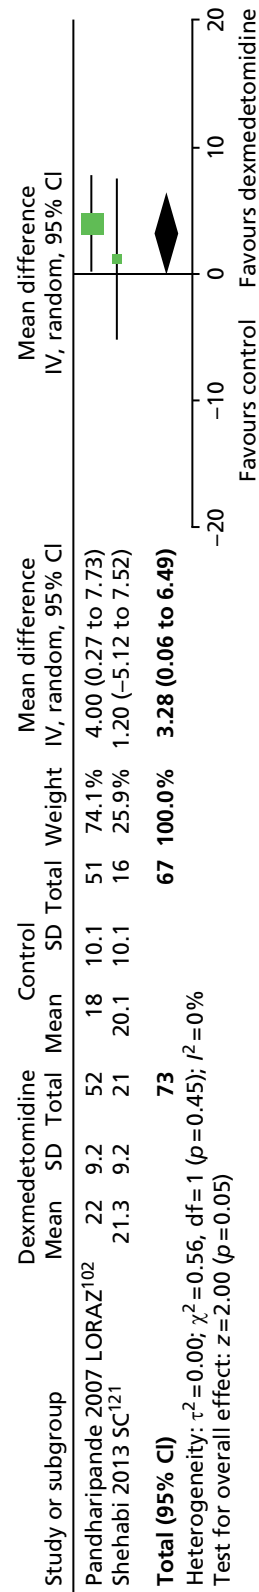 Dexmedetomidine Control Mean difference Mean difference
Study or subgroup Mean SD Total Mean SD Total Weight IV, random, 95% CI IV, random, 95% CI
Pandharipande 2007 LORAZ¹⁰² 22 9.2 52 18 10.1 51 74.1% 4.00 (0.27 to 7.73)
Shehabi 2013 SC¹²¹ 21.3 9.2 21 20.1 10.1 16 25.9% 1.20 (−5.12 to 7.52)
Total (95% CI) 73 67 100.0% 3.28 (0.06 to 6.49)
Heterogeneity: τ²=0.00; χ²=0.56, df=1 (p=0.45); I²=0%
Test for overall effect: z=2.00 (p=0.05)
−20 −10 0 10 20
Favours control Favours dexmedetomidine